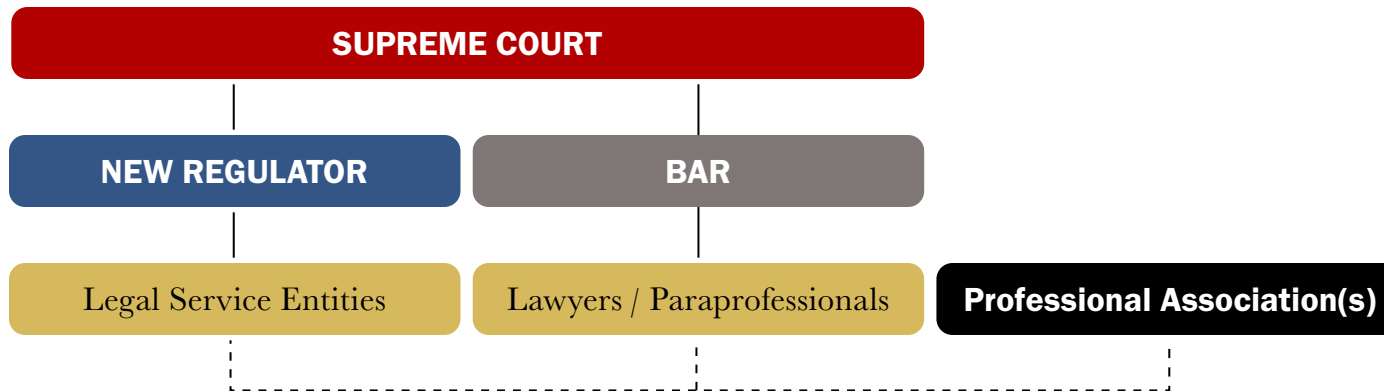 SUPREME COURT
NEW REGULATOR
BAR
Legal Service Entities
Lawyers / Paraprofessionals
Professional Association(s)